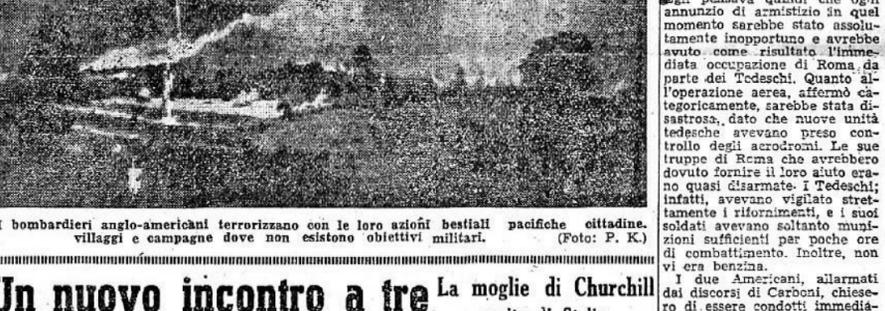 I bombardieri anglo-americani terrorizzano con le loro azioni bestiali pacifiche cittadine.
villaggi e campagne dove non esistono obiettivi militari. (Foto: P. K.)
Un nuovo incontro a tre
La moglie di Churchill
pensava quindi che ogni
annunzio di armistizio in quel
momento sarebbe stato assolu-
tamente inopportuno e avrebbe
avuto come risultato l'imme-
diata occupazione di Roma da
parte dei Tedeschi. Quanto al-
l'operazione aerea, affermò ca-
tegoricamente, sarebbe stata di-
sastrosa, dato che nuove unità
tedesche avevano preso con-
trollo degli aerodromi. Le sue
truppe di Roma che avrebbero
dovuto fornire il loro aiuto era-
no quasi disarmate. I Tedeschi;
infatti, avevano vigilato stret-
tamente i rifornimenti, e i suoi
soldati avevano soltanto muni-
zioni sufficienti per poche ore
di combattimento. Inoltre, non
vi era benzina.
I due Americani, allarmati
dai discorsi di Carboni, chiese-
ro di essere condotti immedia-